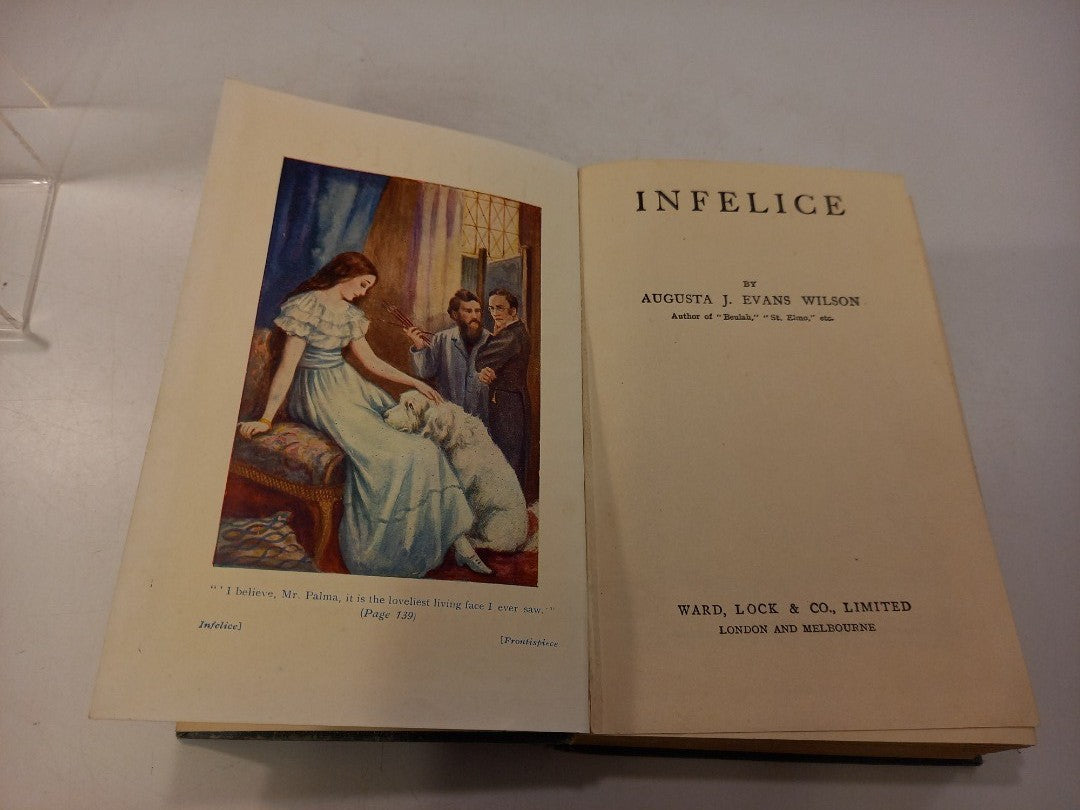 "'I believe, Mr. Palma, it is the loveliest living face I ever saw.'"
(Page 139)
Infelice]
[Frontispiece
INFELICE
BY
AUGUSTA J. EVANS WILSON
Author of "Beulah," "St. Elmo," etc.
WARD, LOCK & CO., LIMITED
LONDON AND MELBOURNE